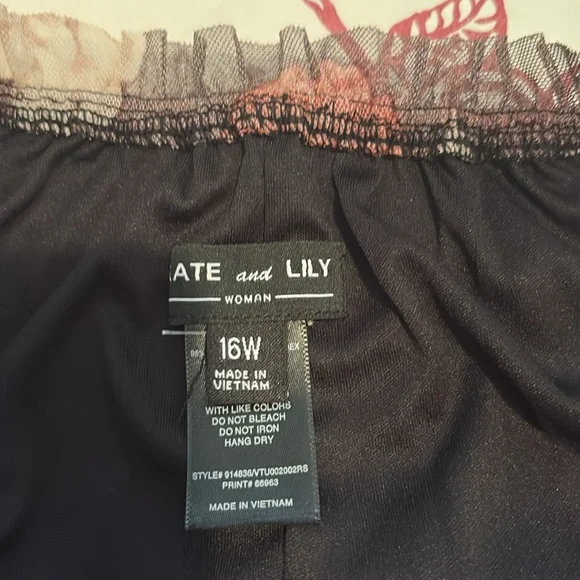 ATE and LILY
WOMAN
16W
MADE IN
VIETNAM
WITH LIKE COLORS
DO NOT BLEACH
DO NOT IRON
HANG DRY
STYLE# 914836/VTU002002RS
PRINT# 66963
MADE IN VIETNAM